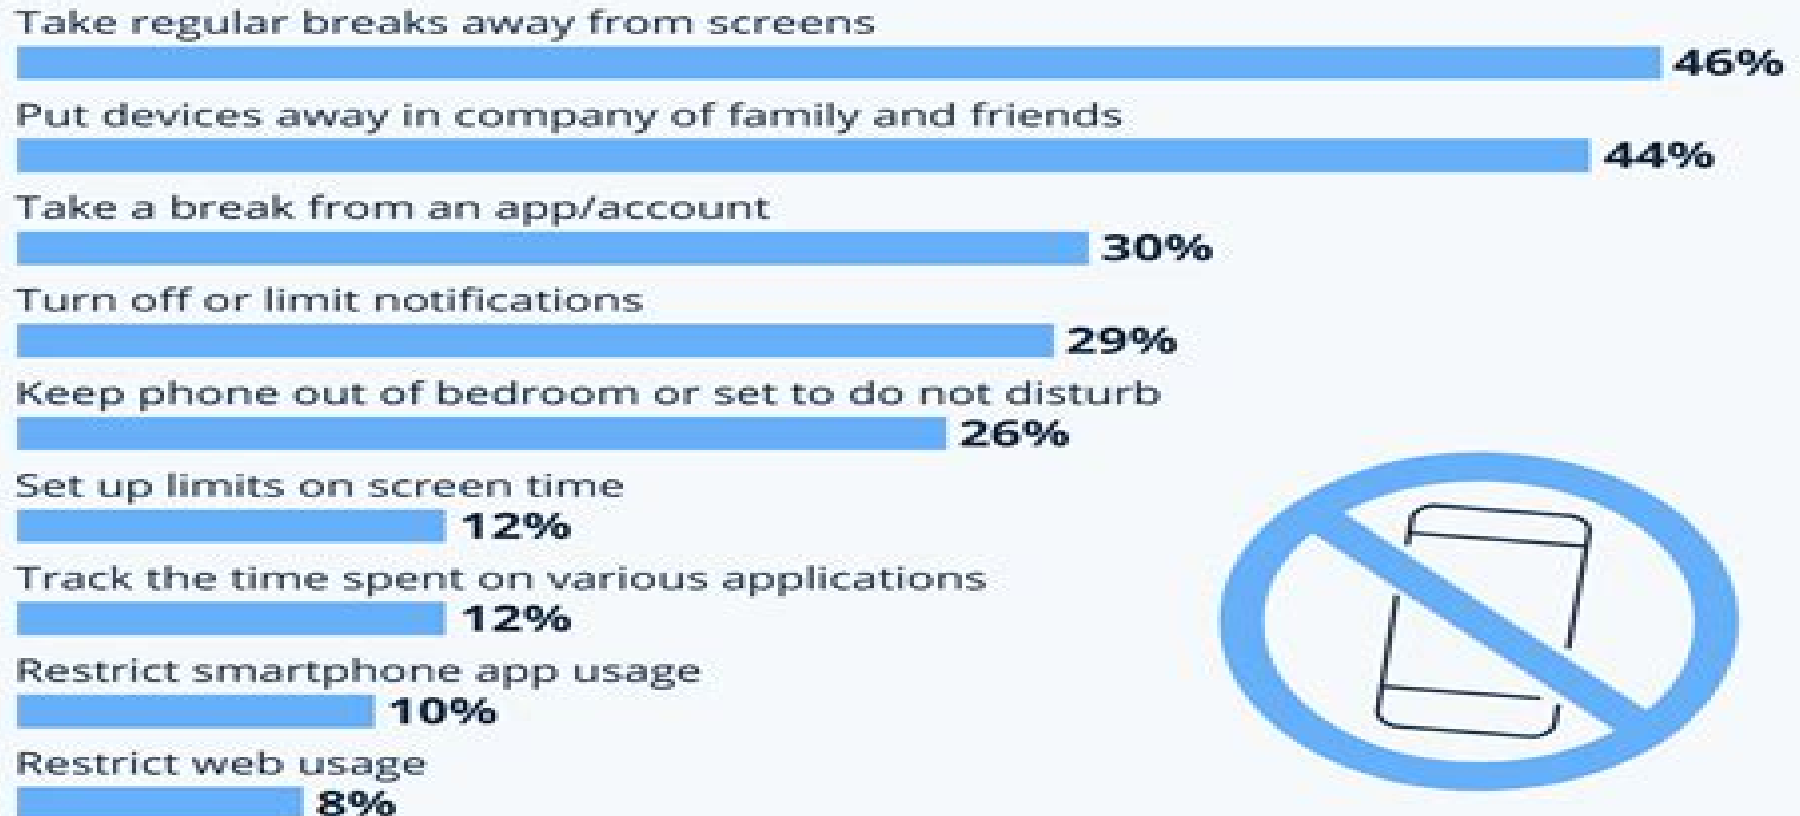 Take regular breaks away from screens
46%
Put devices away in company of family and friends
44%
Take a break from an app/account
30%
Turn off or limit notifications
29%
Keep phone out of bedroom or set to do not disturb
26%
Set up limits on screen time
12%
Track the time spent on various applications
12%
Restrict smartphone app usage
10%
Restrict web usage
8%